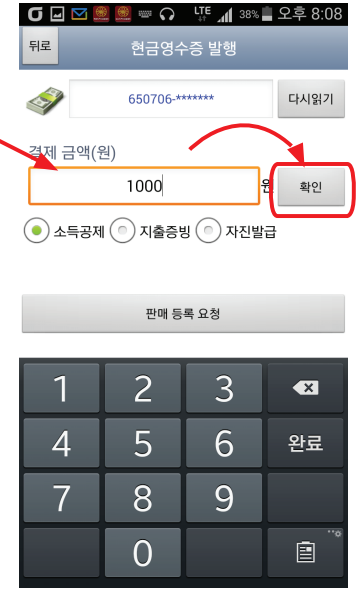 LTE 38% 오후 8:08
뒤로 현금영수증 발행
650706-******* 다시읽기
결제 금액(원)
1000 원 확인
소득공제 지출증빙 자진발급
판매 등록 요청
1 2 3
4 5 6 완료
7 8 9
0